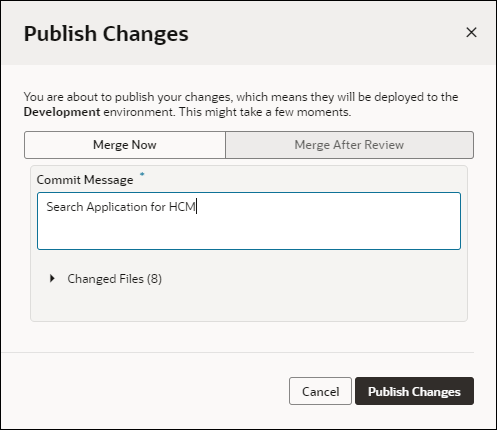 Publish Changes
You are about to publish your changes, which means they will be deployed to the
Development environment. This might take a few moments.
Merge Now
Merge After Review
Commit Message *
Search Application for HCM
Changed Files (8)
Cancel
Publish Changes